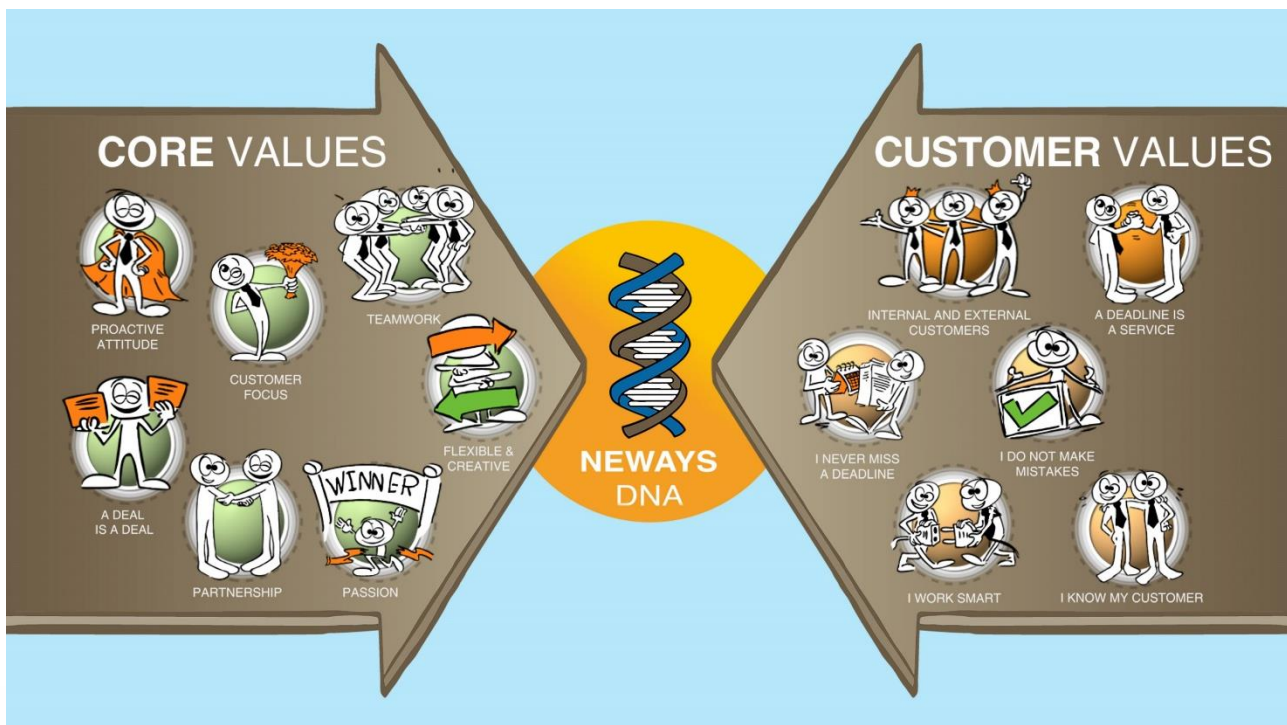 CORE VALUES
PROACTIVE
ATTITUDE
CUSTOMER
FOCUS
TEAMWORK
FLEXIBLE &
CREATIVE
A DEAL
IS A DEAL
PARTNERSHIP
WINNER
PASSION
NEWAYS
DNA
CUSTOMER VALUES
INTERNAL AND EXTERNAL
CUSTOMERS
A DEADLINE IS
A SERVICE
I NEVER MISS
A DEADLINE
I DO NOT MAKE
MISTAKES
I WORK SMART
I KNOW MY CUSTOMER